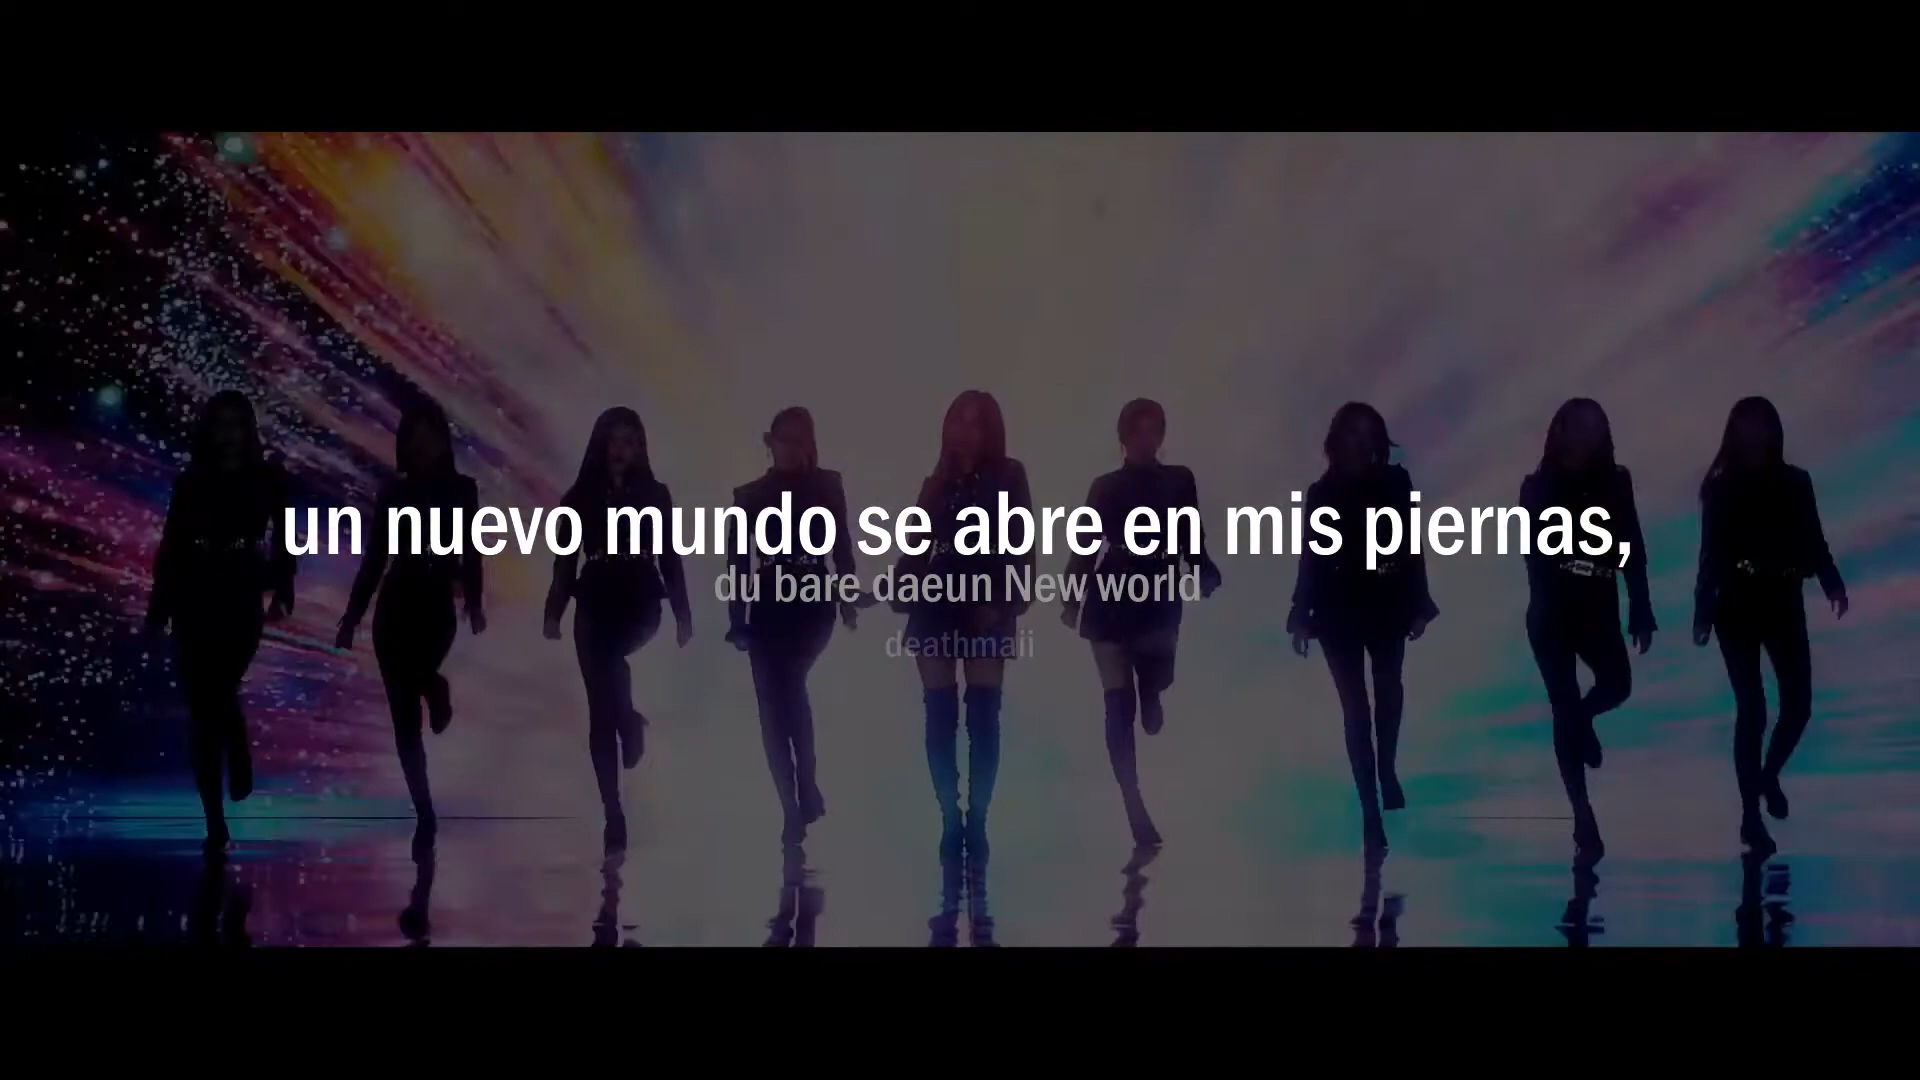 un nuevo mundo se abre en mis piernas,
du bare daeun New world
deathmaii